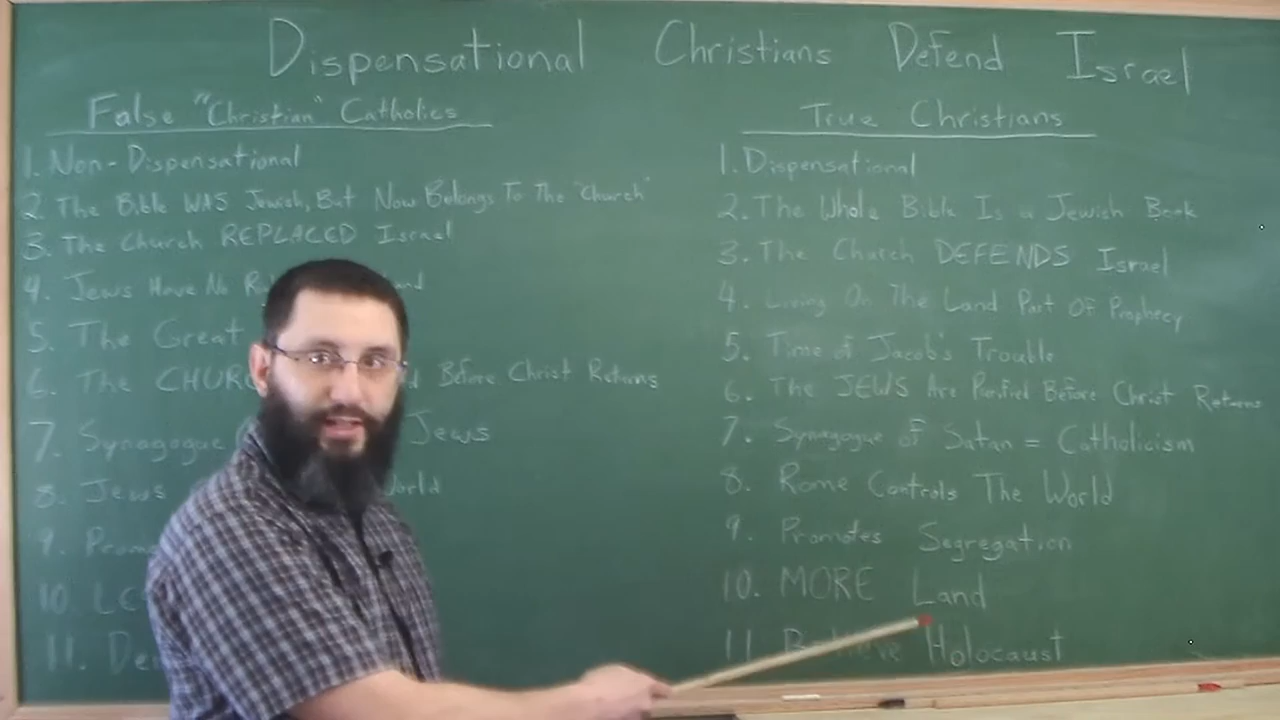 Dispensational Christians Defend Israel
False "Christian" Catholics
1. Non-Dispensational
2. The Bible WAS Jewish, But Now Belongs To The "Church"
3. The Church REPLACED Israel
4. Jews Have No
5. The Great
6. The Before Christ Returns
7. Synagogue Jews
8. Jews World
9.
10.
11.
True Christians
1. Dispensational
2. The Whole Bible Is a Jewish Book
3. The Church DEFENDS Israel
4. Living On The Land Part Of Prophecy
5. Time of Jacob's Trouble
6. The JEWS Are Purified Before Christ Returns
7. Synagogue of Satan = Catholicism
8. Rome Controls The World
9. Promotes Segregation
10. MORE Land
11. Believe Holocaust